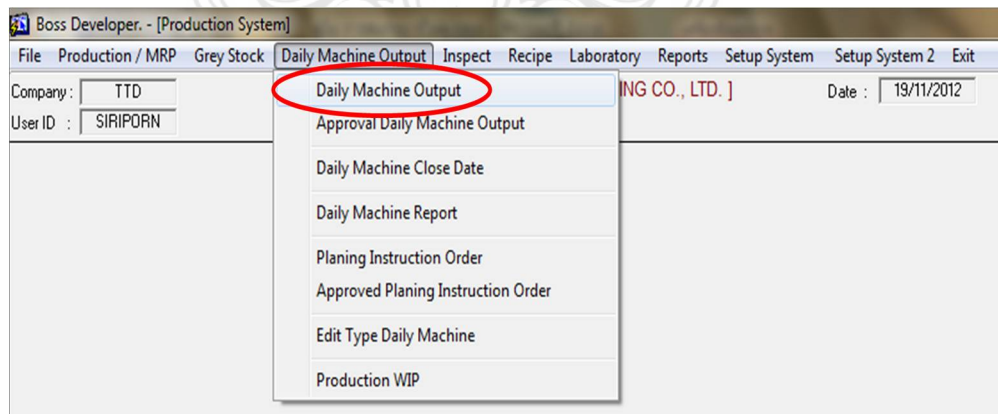 Boss Developer. - [Production System]
File Production / MRP Grey Stock Daily Machine Output Inspect Recipe Laboratory Reports Setup System Setup System 2 Exit
Company : TTD ING CO., LTD. ] Date : 19/11/2012
User ID : SIRIPORN
Daily Machine Output
Approval Daily Machine Output
Daily Machine Close Date
Daily Machine Report
Planing Instruction Order
Approved Planing Instruction Order
Edit Type Daily Machine
Production WIP